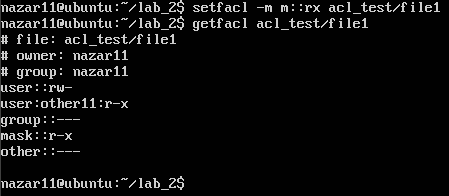 nazar11@ubuntu:~/lab_2$ setfacl -m m::rx acl_test/file1
nazar11@ubuntu:~/lab_2$ getfacl acl_test/file1
# file: acl_test/file1
# owner: nazar11
# group: nazar11
user::rw-
user:other11:r-x
group::---
mask::r-x
other::---
nazar11@ubuntu:~/lab_2$